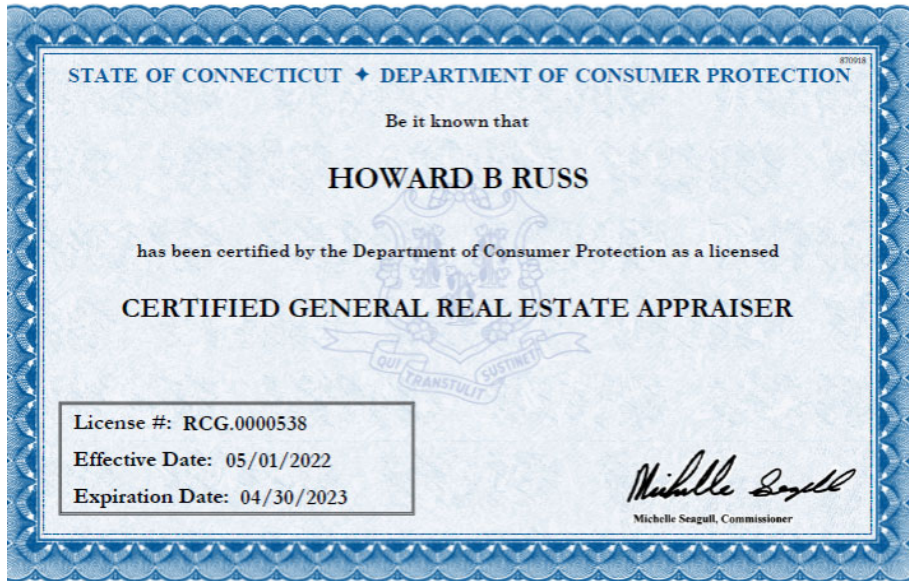 870918
STATE OF CONNECTICUT ✦ DEPARTMENT OF CONSUMER PROTECTION
Be it known that
HOWARD B RUSS
has been certified by the Department of Consumer Protection as a licensed
CERTIFIED GENERAL REAL ESTATE APPRAISER
QUI TRANSTULIT SUSTINET
License #: RCG.0000538
Effective Date: 05/01/2022
Expiration Date: 04/30/2023
Michelle Seagull
Michelle Seagull, Commissioner